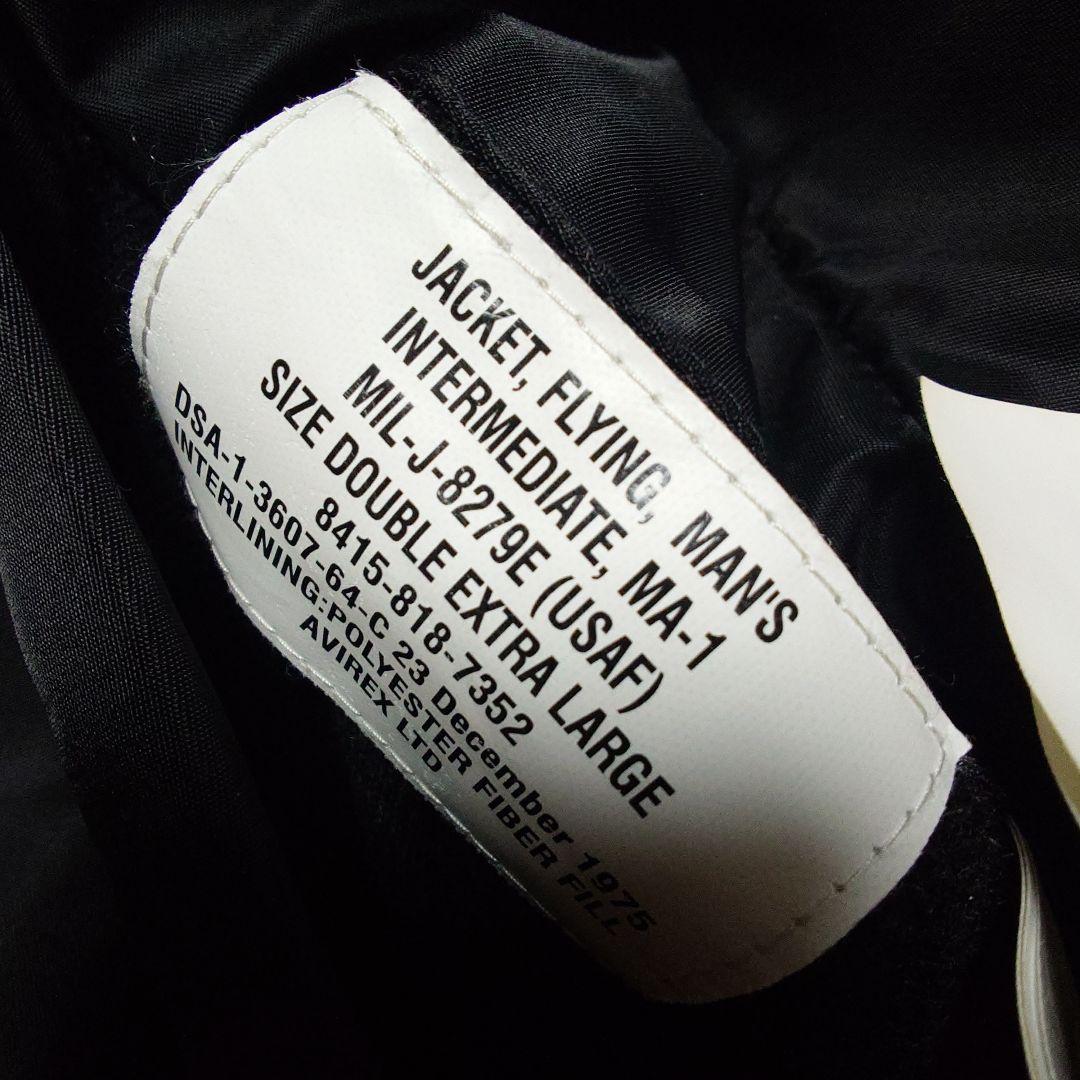 JACKET, FLYING, MAN'S
INTERMEDIATE, MA-1
MIL-J-8279E (USAF)
SIZE DOUBLE EXTRA LARGE
8415-818-7352
DSA-1-3607-64-C 23 December 1975
INTERLINING:POLYESTER FIBER FILL
AVIREX LTD